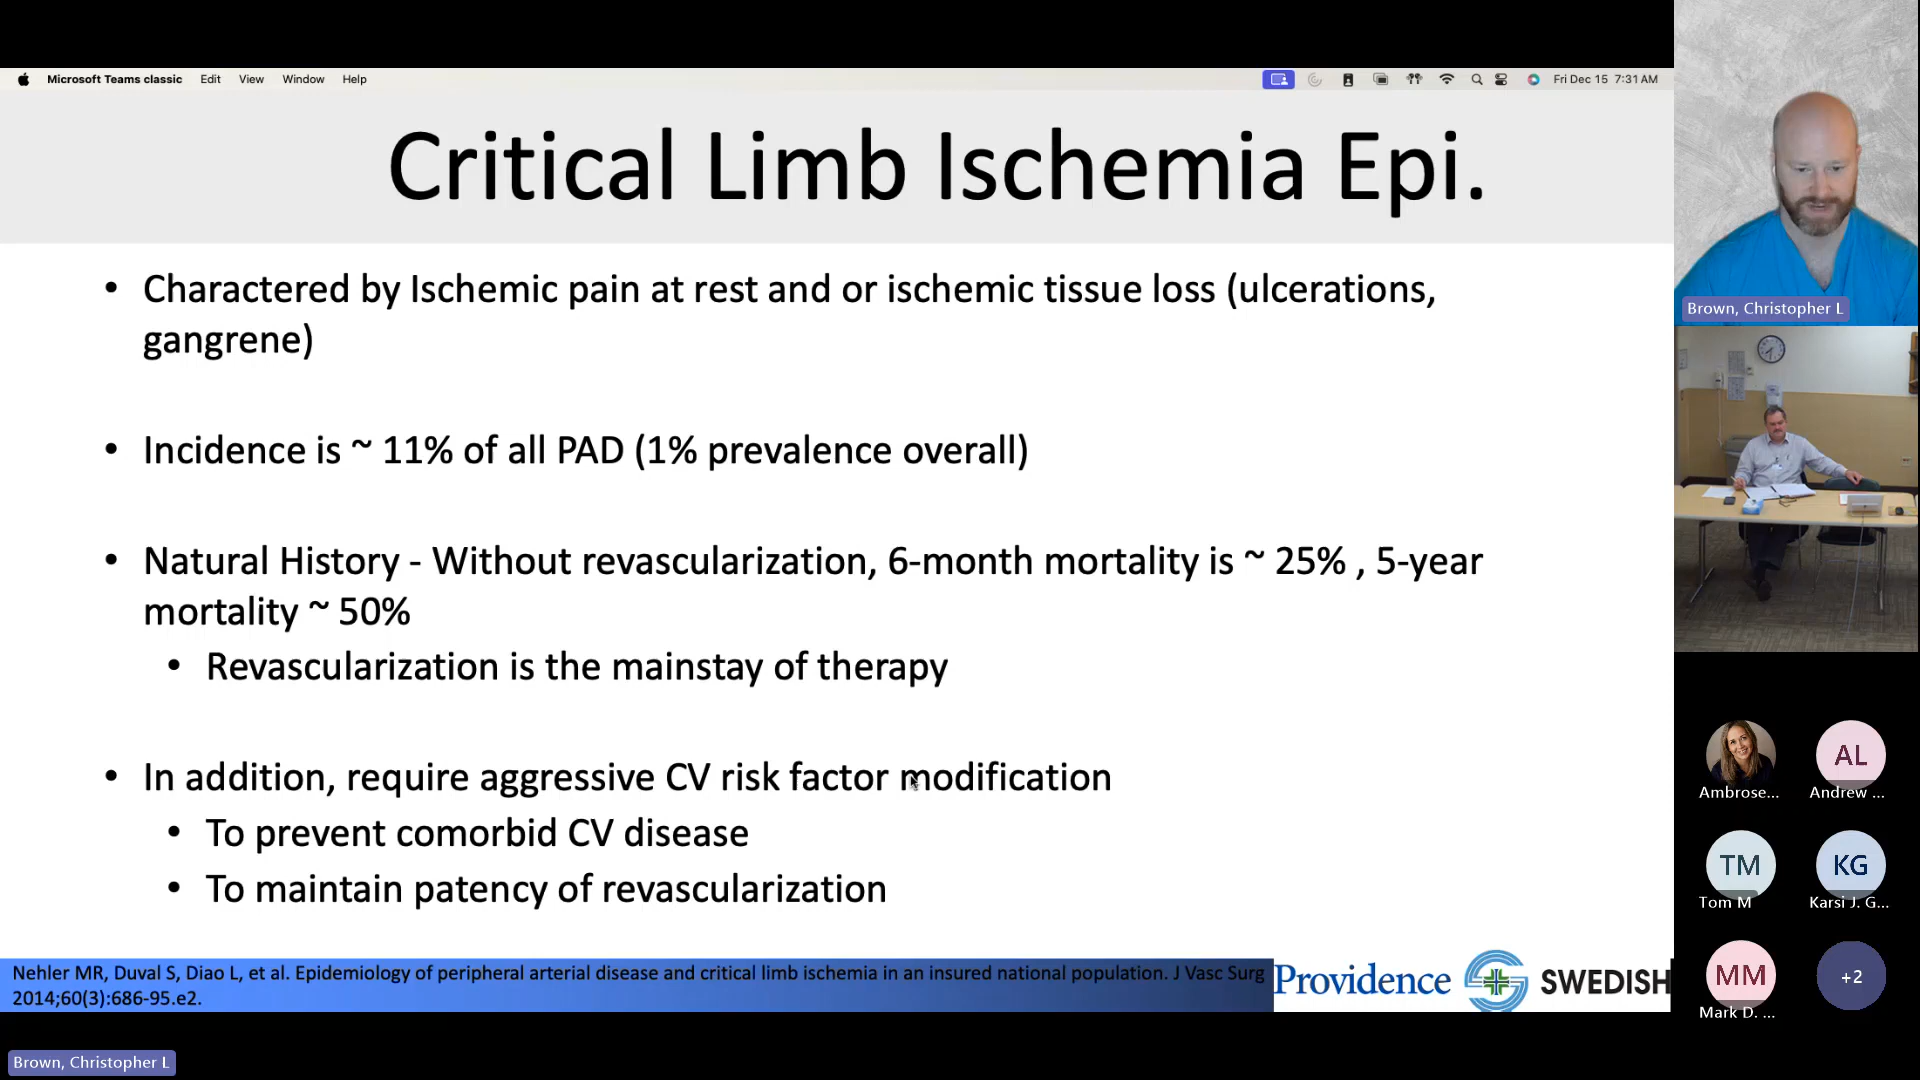 Microsoft Teams classic Edit View Window Help
Fri Dec 15 7:31 AM
Critical Limb Ischemia Epi.
• Charactered by Ischemic pain at rest and or ischemic tissue loss (ulcerations,
gangrene)
• Incidence is ~ 11% of all PAD (1% prevalence overall)
• Natural History - Without revascularization, 6-month mortality is ~ 25% , 5-year
mortality ~ 50%
• Revascularization is the mainstay of therapy
• In addition, require aggressive CV risk factor modification
• To prevent comorbid CV disease
• To maintain patency of revascularization
Nehler MR, Duval S, Diao L, et al. Epidemiology of peripheral arterial disease and critical limb ischemia in an insured national population. J Vasc Surg
2014;60(3):686-95.e2.
Providence
SWEDISH
Brown, Christopher L
Brown, Christopher L
Ambrose...
AL
Andrew ...
TM
Tom M
KG
Karsi J. G...
MM
Mark D. ...
+2